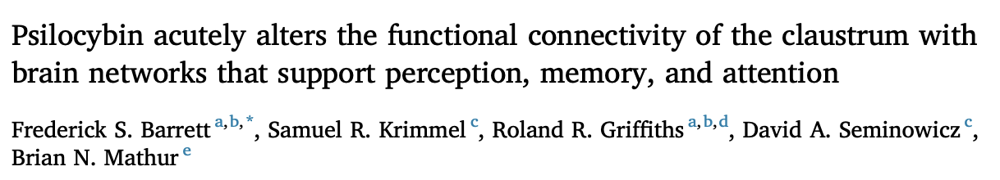 Psilocybin acutely alters the functional connectivity of the claustrum with
brain networks that support perception, memory, and attention
Frederick S. Barrett a,b,*, Samuel R. Krimmel c, Roland R. Griffiths a,b,d, David A. Seminowicz c,
Brian N. Mathur e